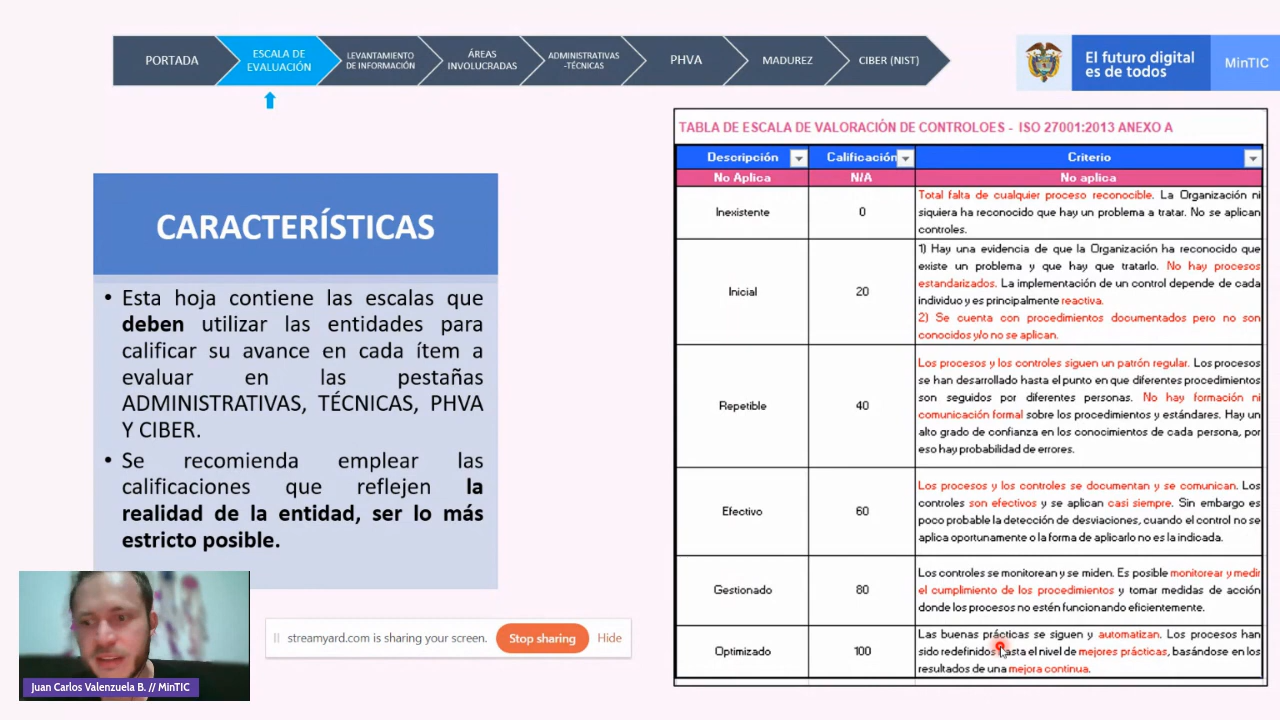 PORTADA
ESCALA DE
EVALUACIÓN
LEVANTAMIENTO
DE INFORMACIÓN
ÁREAS
INVOLUCRADAS
ADMINISTRATIVAS
-TÉCNICAS
PHVA
MADUREZ
CIBER (NIST)
El futuro digital
es de todos
MinTIC
CARACTERÍSTICAS
• Esta hoja contiene las escalas que
deben utilizar las entidades para
calificar su avance en cada ítem a
evaluar en las pestañas
ADMINISTRATIVAS, TÉCNICAS, PHVA
Y CIBER.
• Se recomienda emplear las
calificaciones que reflejen la
realidad de la entidad, ser lo más
estricto posible.
TABLA DE ESCALA DE VALORACIÓN DE CONTROLOES - ISO 27001:2013 ANEXO A
Descripción Calificación Criterio
No Aplica N/A No aplica
Inexistente 0
Total falta de cualquier proceso reconocible. La Organización ni
siquiera ha reconocido que hay un problema a tratar. No se aplican
controles.
Inicial 20
1) Hay una evidencia de que la Organización ha reconocido que
existe un problema y que hay que tratarlo. No hay procesos
estandarizados. La implementación de un control depende de cada
individuo y es principalmente reactiva.
2) Se cuenta con procedimientos documentados pero no son
conocidos y/o no se aplican.
Repetible 40
Los procesos y los controles siguen un patrón regular. Los procesos
se han desarrollado hasta el punto en que diferentes procedimientos
son seguidos por diferentes personas. No hay formación ni
comunicación formal sobre los procedimientos y estándares. Hay un
alto grado de confianza en los conocimientos de cada persona, por
eso hay probabilidad de errores.
Efectivo 60
Los procesos y los controles se documentan y se comunican. Los
controles son efectivos y se aplican casi siempre. Sin embargo es
poco probable la detección de desviaciones, cuando el control no se
aplica oportunamente o la forma de aplicarlo no es la indicada.
Gestionado 80
Los controles se monitorean y se miden. Es posible monitorear y medir
el cumplimiento de los procedimientos y tomar medidas de acción
donde los procesos no estén funcionando eficientemente.
Optimizado 100
Las buenas prácticas se siguen y automatizan. Los procesos han
sido redefinidos hasta el nivel de mejores prácticas, basándose en los
resultados de una mejora continua.
streamyard.com is sharing your screen. Stop sharing Hide
Juan Carlos Valenzuela B. // MinTIC